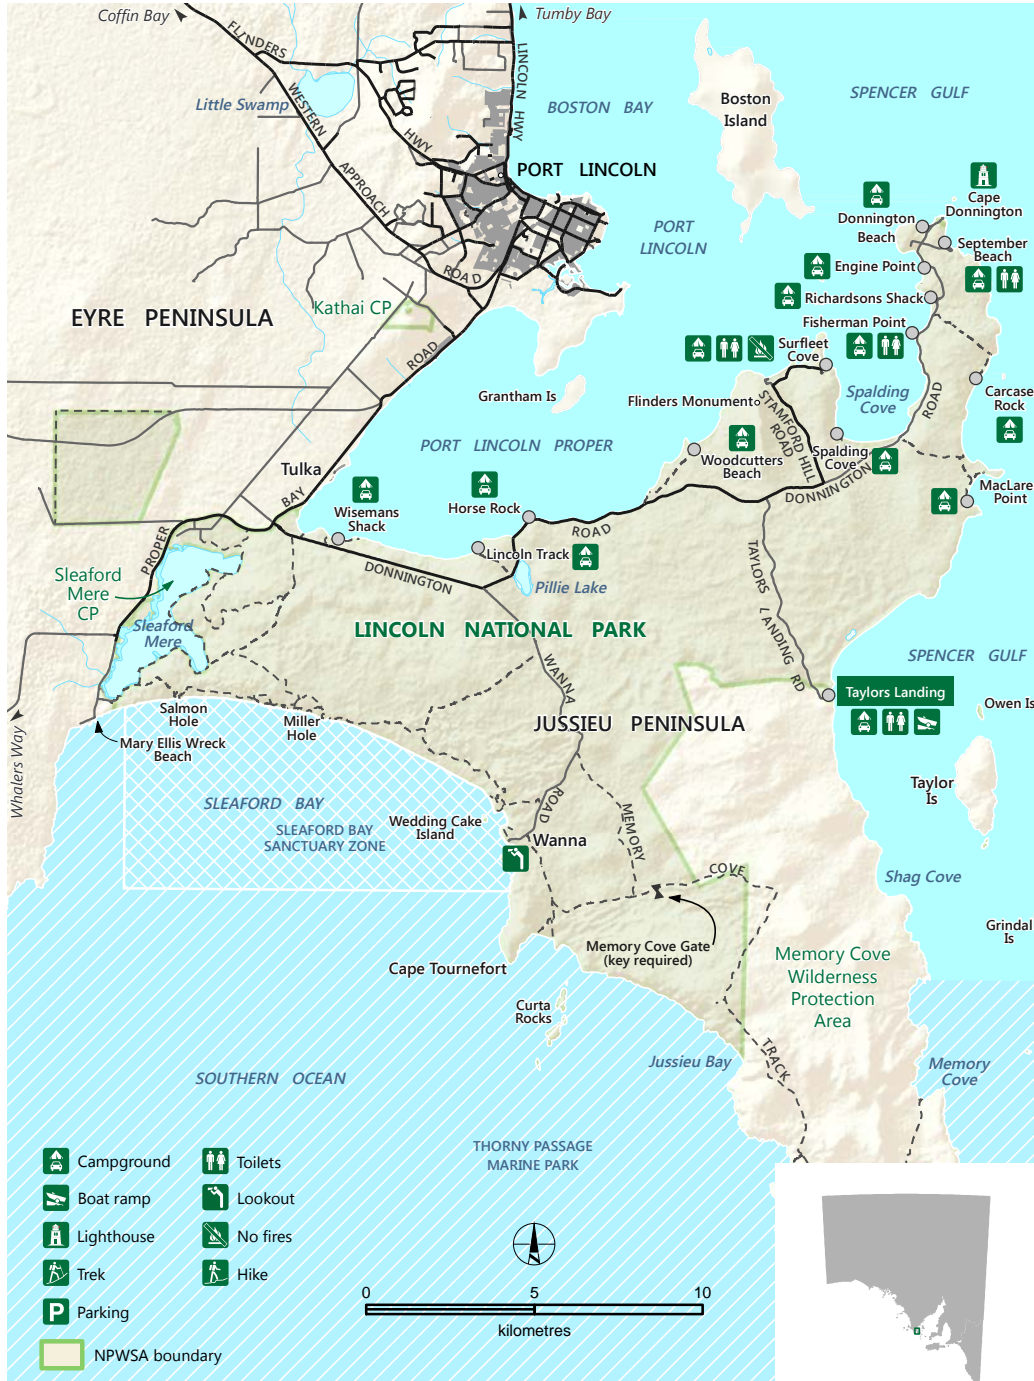 Coffin Bay
Tumby Bay
FLINDERS
HWY
LINCOLN HWY
Little Swamp
WESTERN
APPROACH
ROAD
BOSTON BAY
Boston
Island
SPENCER GULF
PORT LINCOLN
PORT
LINCOLN
Cape
Donnington
Donnington
Beach
September
Beach
Engine Point
Richardsons Shack
Fisherman Point
Kathai CP
EYRE PENINSULA
ROAD
Surfleet
Cove
Spalding
Cove
ROAD
Carcase
Rock
Grantham Is
Flinders Monument
STAMFORD HILL
ROAD
PORT LINCOLN PROPER
Woodcutters
Beach
Spalding
Cove
DONNINGTON
MacLare
Point
Tulka
BAY
Wisemans
Shack
Horse Rock
PROPER
ROAD
Lincoln Track
DONNINGTON
Pillie Lake
TAYLORS LANDING RD
Sleaford
Mere
CP
Sleaford
Mere
LINCOLN NATIONAL PARK
WANNA
SPENCER GULF
Taylors Landing
Owen Is
Salmon
Hole
Miller
Hole
JUSSIEU PENINSULA
Mary Ellis Wreck
Beach
Whalers Way
Taylor
Is
SLEAFORD BAY
SLEAFORD BAY
SANCTUARY ZONE
Wedding Cake
Island
ROAD
Wanna
MEMORY
COVE
Shag Cove
Memory Cove Gate
(key required)
Grindal
Is
Cape Tournefort
Memory Cove
Wilderness
Protection
Area
Curta
Rocks
Jussieu Bay
TRACK
Memory
Cove
SOUTHERN OCEAN
THORNY PASSAGE
MARINE PARK
Campground
Toilets
Boat ramp
Lookout
Lighthouse
No fires
Trek
Hike
P
Parking
NPWSA boundary
0 5 10
kilometres